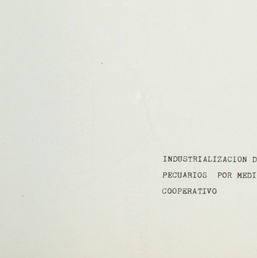 INDUSTRIALIZACION D
PECUARIOS POR MEDI
COOPERATIVO